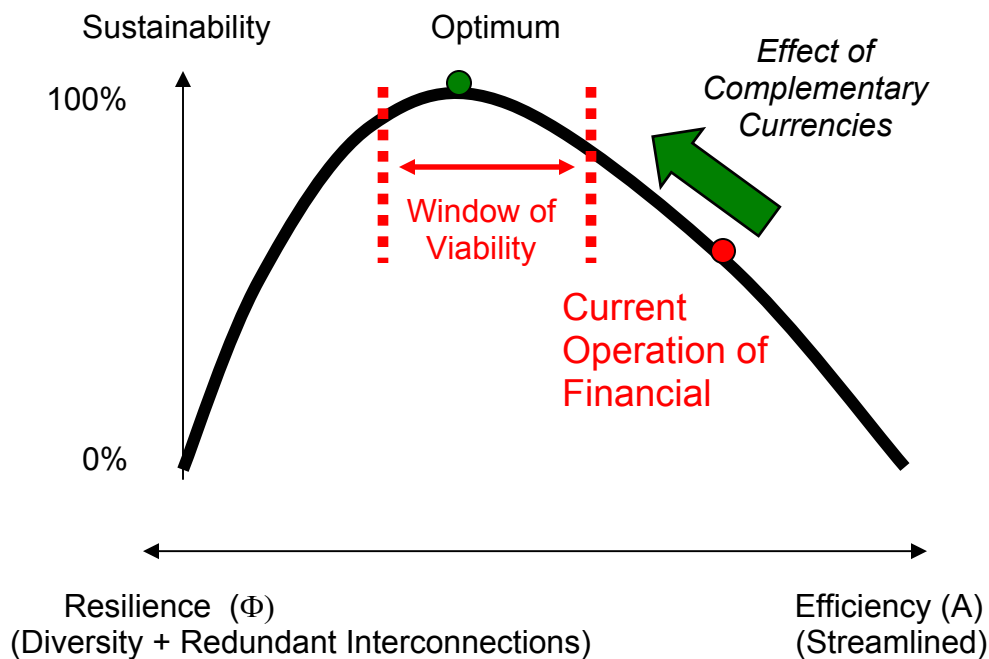 Sustainability
Optimum
Effect of
Complementary
Currencies
100%
Window of
Viability
Current
Operation of
Financial
0%
Resilience (Φ)
(Diversity + Redundant Interconnections)
Efficiency (A)
(Streamlined)